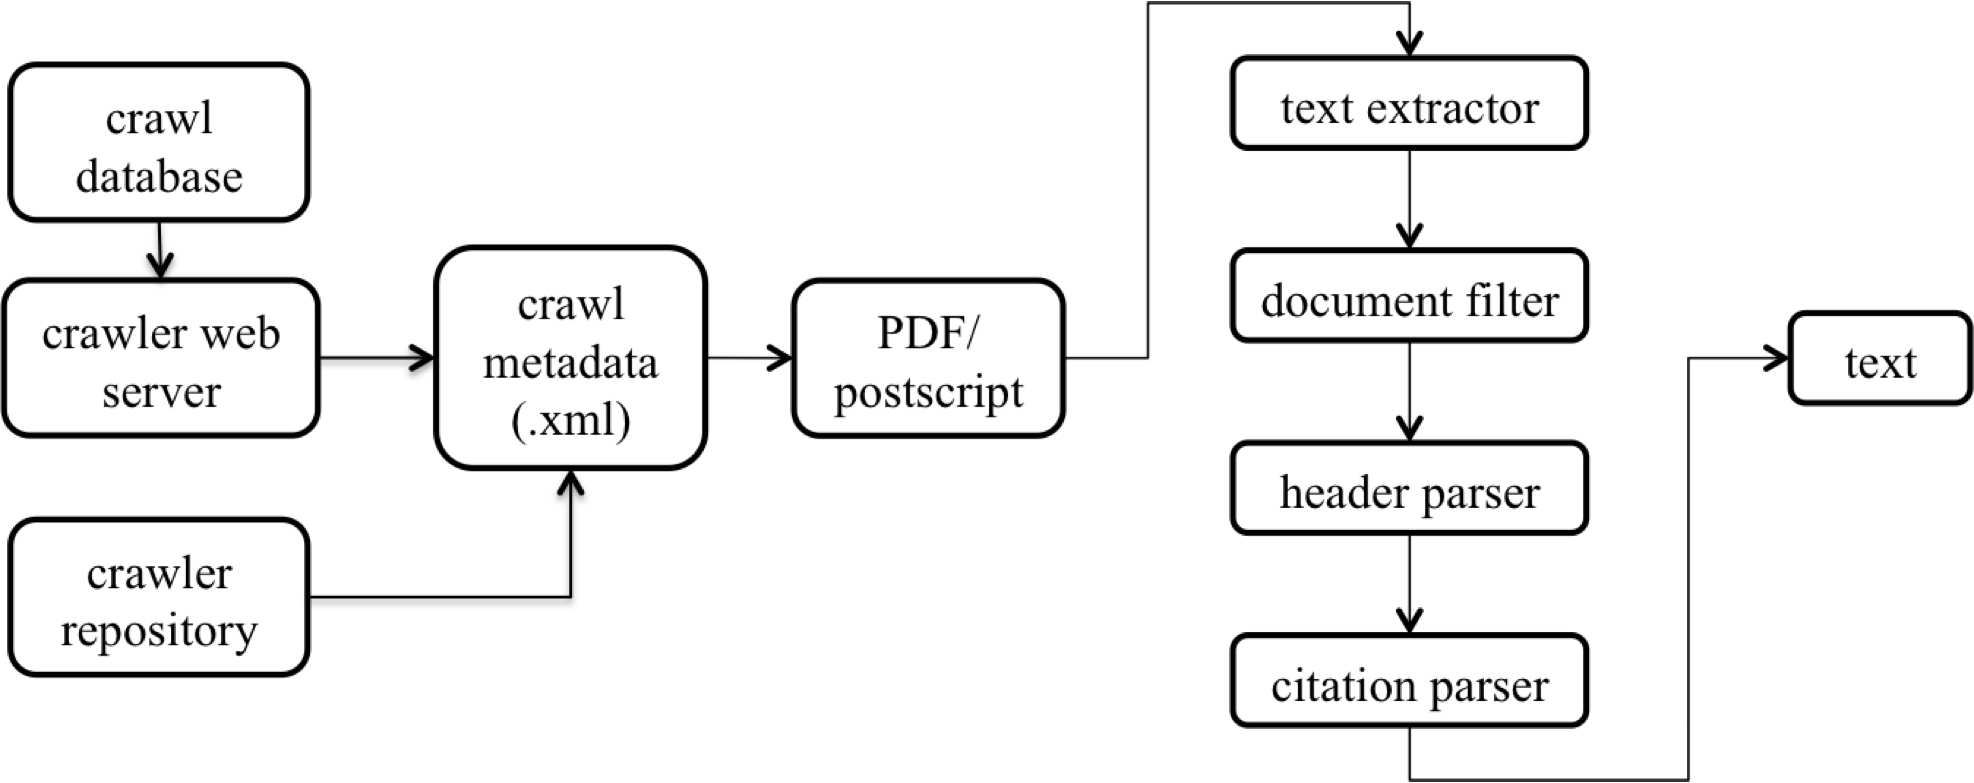 crawl
database
crawler web
server
crawler
repository
crawl
metadata
(.xml)
PDF/
postscript
text extractor
document filter
header parser
citation parser
text